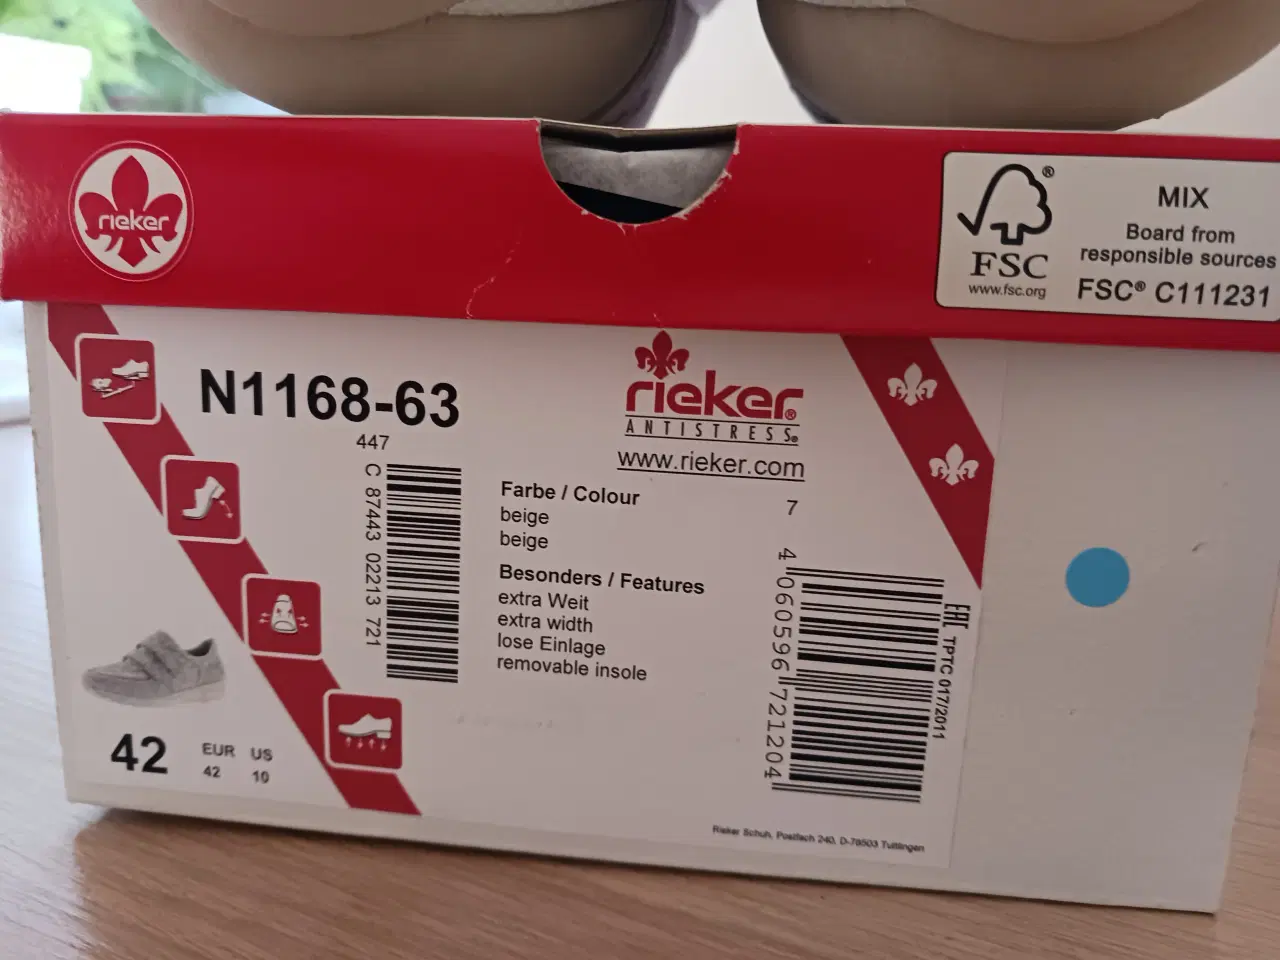 rieker
FSC®
www.fsc.org
MIX
Board from
responsible sources
FSC® C111231
N1168-63
447
C 87443 02213 721
rieker®
ANTISTRESS®
www.rieker.com
Farbe / Colour
beige
beige
7
Besonders / Features
extra Weit
extra width
lose Einlage
removable insole
4 060596 721204
EAC TPTC 017/2011
42
EUR US
42 10
Rieker Schuh, Postfach 240, D-78503 Tuttlingen